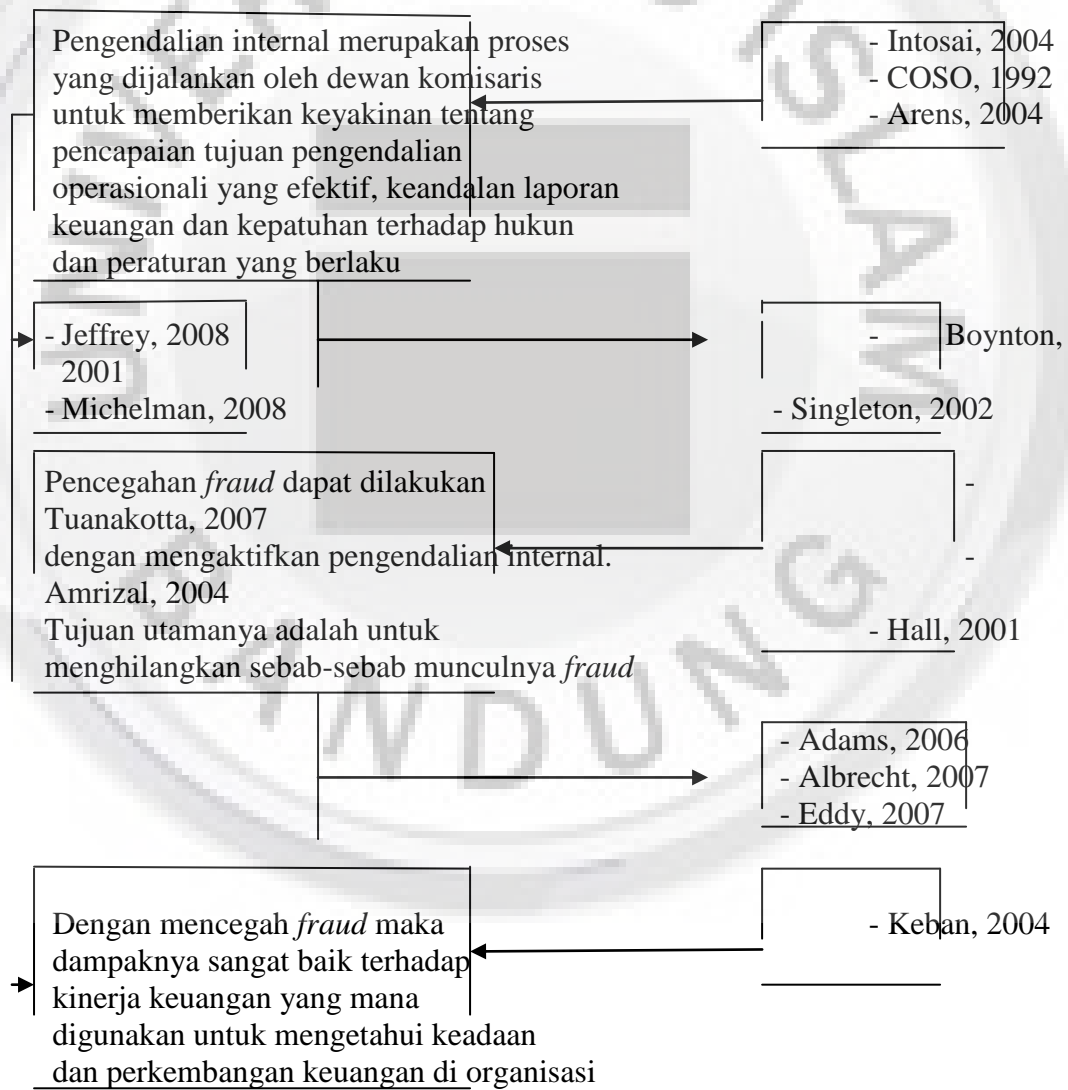 Pengendalian internal merupakan proses
yang dijalankan oleh dewan komisaris
untuk memberikan keyakinan tentang
pencapaian tujuan pengendalian
operasionali yang efektif, keandalan laporan
keuangan dan kepatuhan terhadap hukun
dan peraturan yang berlaku
- Intosai, 2004
- COSO, 1992
- Arens, 2004
- Jeffrey, 2008
2001
- Michelman, 2008
- Boynton,
- Singleton, 2002
Pencegahan fraud dapat dilakukan
Tuanakotta, 2007
dengan mengaktifkan pengendalian internal.
Amrizal, 2004
Tujuan utamanya adalah untuk
menghilangkan sebab-sebab munculnya fraud
-
-
- Hall, 2001
- Adams, 2006
- Albrecht, 2007
- Eddy, 2007
Dengan mencegah fraud maka
dampaknya sangat baik terhadap
kinerja keuangan yang mana
digunakan untuk mengetahui keadaan
dan perkembangan keuangan di organisasi
- Keban, 2004
ISLAM
BANDUNG